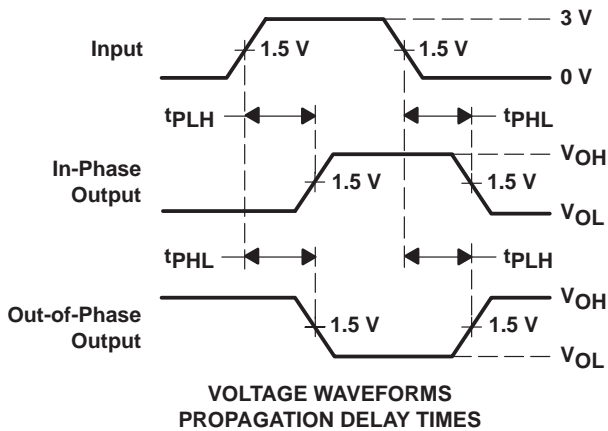 3 V
Input
1.5 V
1.5 V
0 V
tPLH
tPHL
In-Phase
Output
VOH
1.5 V
1.5 V
VOL
tPHL
tPLH
Out-of-Phase
Output
VOH
1.5 V
1.5 V
VOL
VOLTAGE WAVEFORMS
PROPAGATION DELAY TIMES